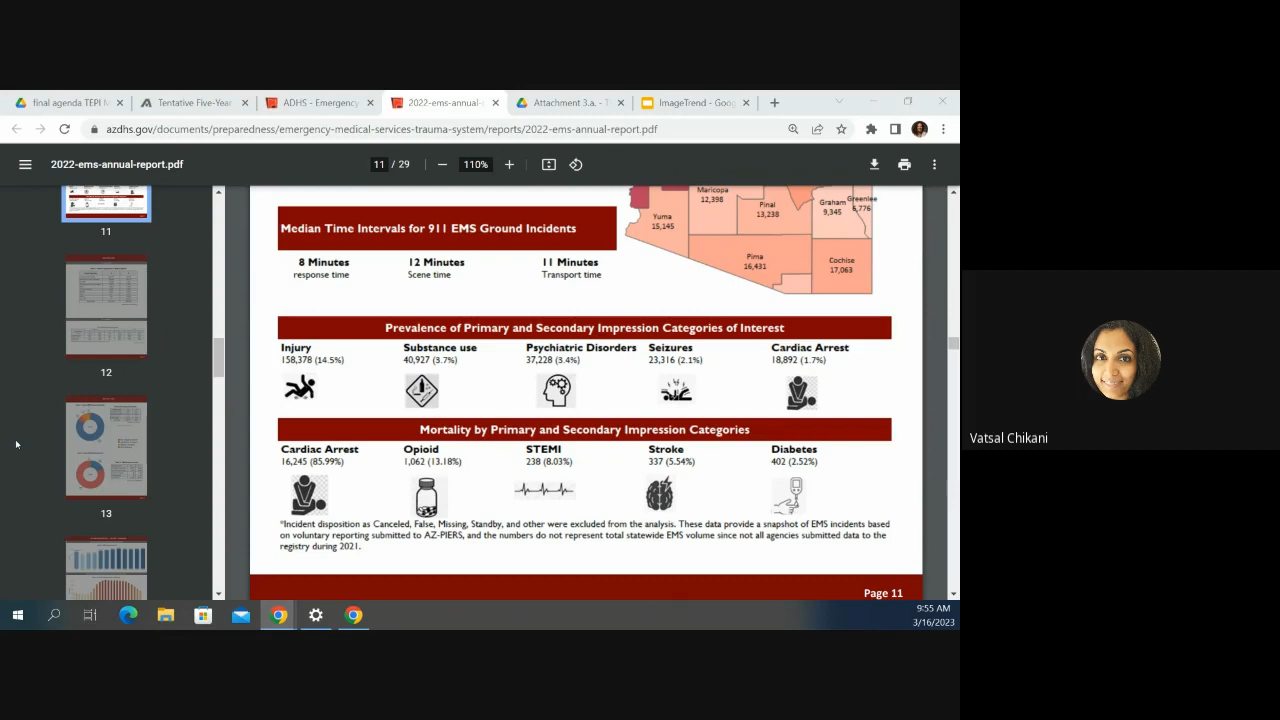 final agenda TEPI M
Tentative Five-Year
ADHS - Emergency
2022-ems-annual-
Attachment 3.a. - T
ImageTrend - Goo
azdhs.gov/documents/preparedness/emergency-medical-services-trauma-system/reports/2022-ems-annual-report.pdf
2022-ems-annual-report.pdf
11 / 29
110%
11
12
13
Maricopa
12,398
Pinal
13,238
Graham
9,345
Greenlee
6,776
Yuma
15,145
Pima
16,431
Cochise
17,063
Median Time Intervals for 911 EMS Ground Incidents
8 Minutes 12 Minutes 11 Minutes
response time Scene time Transport time
Prevalence of Primary and Secondary Impression Categories of Interest
Injury Substance use Psychiatric Disorders Seizures Cardiac Arrest
158,378 (14.5%) 40,927 (3.7%) 37,228 (3.4%) 23,316 (2.1%) 18,892 (1.7%)
Mortality by Primary and Secondary Impression Categories
Cardiac Arrest Opioid STEMI Stroke Diabetes
16,245 (85.99%) 1,062 (13.18%) 238 (8.03%) 337 (5.54%) 402 (2.52%)
*Incident disposition as Canceled, False, Missing, Standby, and other were excluded from the analysis. These data provide a snapshot of EMS incidents based
on voluntary reporting submitted to AZ-PIERS, and the numbers do not represent total statewide EMS volume since not all agencies submitted data to the
registry during 2021.
Page 11
9:55 AM
3/16/2023
Vatsal Chikani